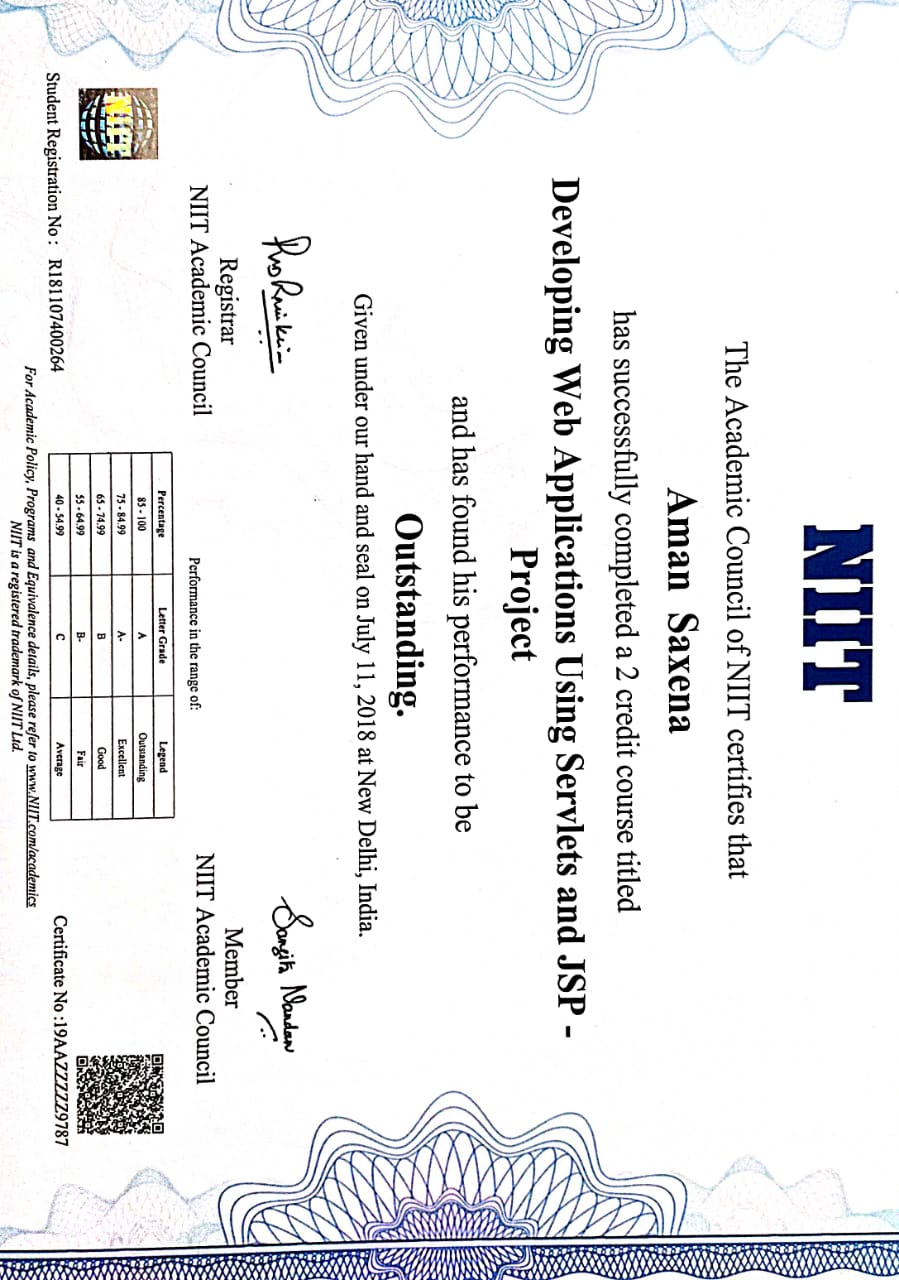 NIIT
The Academic Council of NIIT certifies that
Aman Saxena
has successfully completed a 2 credit course titled
Developing Web Applications Using Servlets and JSP -
Project
and has found his performance to be
Outstanding.
Given under our hand and seal on July 11, 2018 at New Delhi, India.
Sangita Nandan
Registrar
NIIT Academic Council
Member
NIIT Academic Council
Performance in the range of:
Percentage Letter Grade Legend
85 - 100 A Outstanding
75 - 84.99 A- Excellent
65 - 74.99 B Good
55 - 64.99 B- Fair
40 - 54.99 C Average
NIIT
Student Registration No : R181107400264
Certificate No :19AAZZZZZ9787
For Academic Policy, Programs and Equivalence details, please refer to www.NIIT.com/academics
NIIT is a registered trademark of NIIT Ltd.